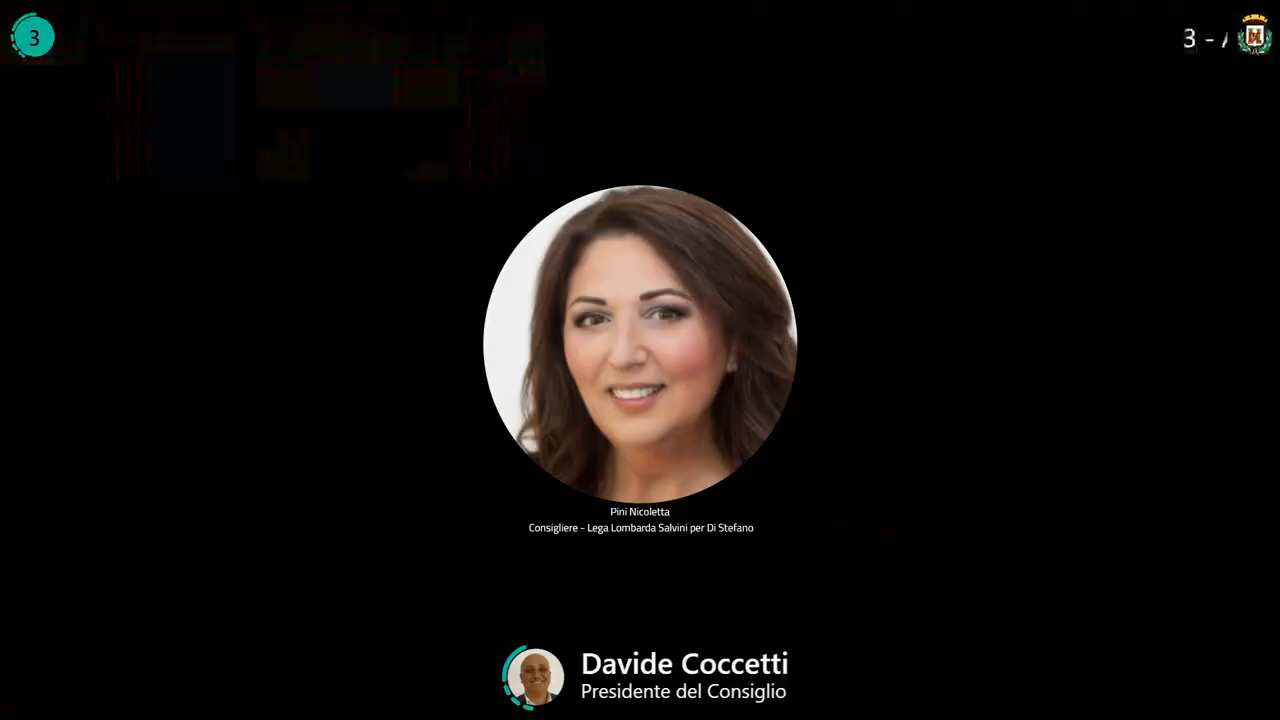 3
3 -
Pini Nicoletta
Consigliere - Lega Lombarda Salvini per Di Stefano
Davide Coccetti
Presidente del Consiglio